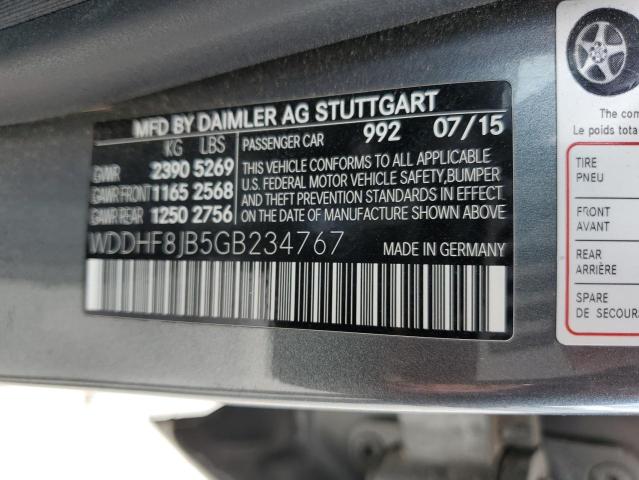 MFD BY DAIMLER AG STUTTGART
KG LBS PASSENGER CAR 992 07/15
GVWR 2390 5269
GAWR FRONT 1165 2568
GAWR REAR 1250 2756
THIS VEHICLE CONFORMS TO ALL APPLICABLE
U.S. FEDERAL MOTOR VEHICLE SAFETY,BUMPER
AND THEFT PREVENTION STANDARDS IN EFFECT
ON THE DATE OF MANUFACTURE SHOWN ABOVE
WDDHF8JB5GB234767 MADE IN GERMANY
The com
Le poids tota
TIRE
PNEU
FRONT
AVANT
REAR
ARRIÈRE
SPARE
DE SECOUR